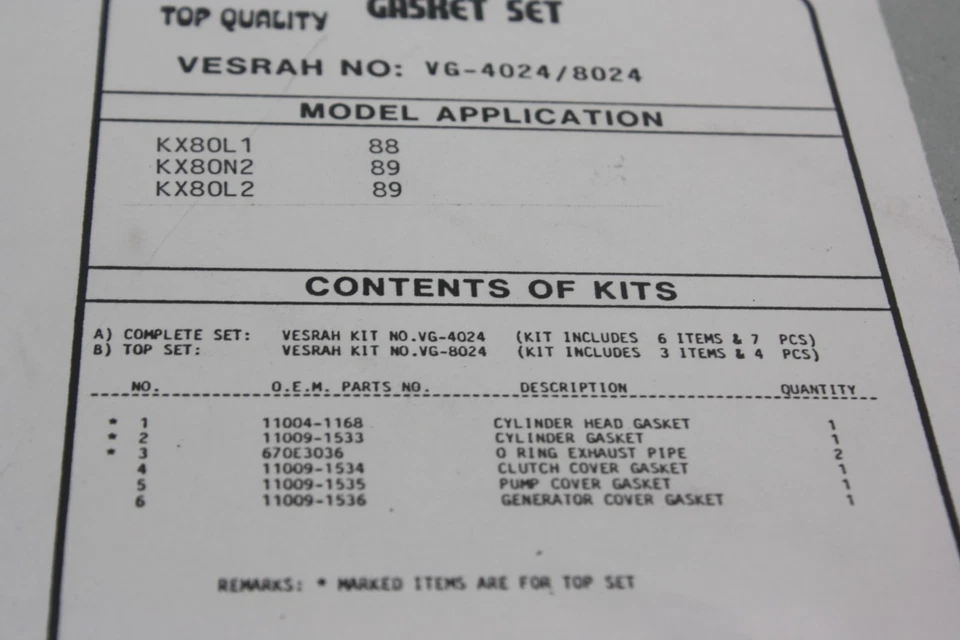 TOP QUALITY GASKET SET
VESRAH NO: VG-4024/8024
MODEL APPLICATION
KX80L1 88
KX80N2 89
KX80L2 89
CONTENTS OF KITS
A) COMPLETE SET: VESRAH KIT NO.VG-4024 (KIT INCLUDES 6 ITEMS & 7 PCS)
B) TOP SET: VESRAH KIT NO.VG-8024 (KIT INCLUDES 3 ITEMS & 4 PCS)
NO. O.E.M. PARTS NO. DESCRIPTION QUANTITY
* 1 11004-1168 CYLINDER HEAD GASKET 1
* 2 11009-1533 CYLINDER GASKET 1
* 3 670E3036 O RING EXHAUST PIPE 2
4 11009-1534 CLUTCH COVER GASKET 1
5 11009-1535 PUMP COVER GASKET 1
6 11009-1536 GENERATOR COVER GASKET 1
REMARKS: * MARKED ITEMS ARE FOR TOP SET